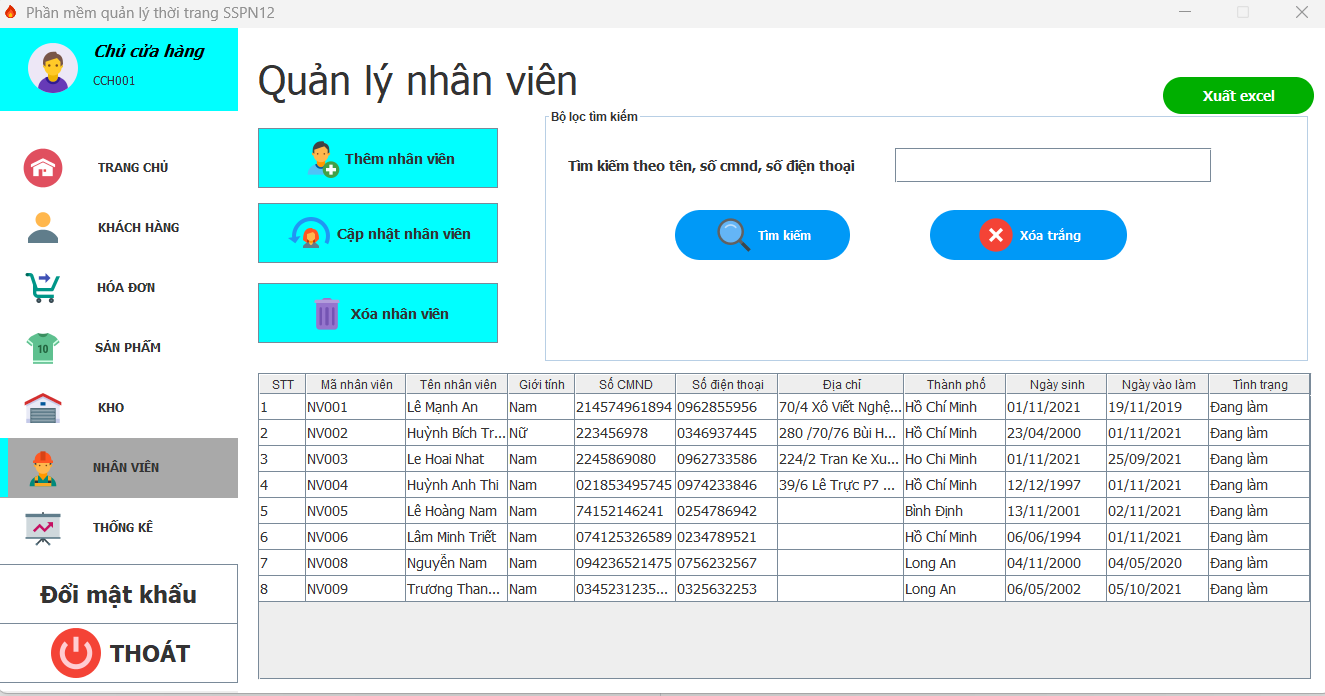 Phần mềm quản lý thời trang SSPN12
Chủ cửa hàng
CCH001
TRANG CHỦ
KHÁCH HÀNG
HÓA ĐƠN
10
SẢN PHẨM
KHO
NHÂN VIÊN
THỐNG KÊ
Đổi mật khẩu
THOÁT
Quản lý nhân viên
Xuất excel
Thêm nhân viên
Cập nhật nhân viên
Xóa nhân viên
Bộ lọc tìm kiếm
Tìm kiếm theo tên, số cmnd, số điện thoại
Tìm kiếm
Xóa trắng
STT Mã nhân viên Tên nhân viên Giới tính Số CMND Số điện thoại Địa chỉ Thành phố Ngày sinh Ngày vào làm Tình trạng
1 NV001 Lê Mạnh An Nam 214574961894 0962855956 70/4 Xô Viết Nghệ... Hồ Chí Minh 01/11/2021 19/11/2019 Đang làm
2 NV002 Huỳnh Bích Tr... Nữ 223456978 0346937445 280 /70/76 Bùi H... Hồ Chí Minh 23/04/2000 01/11/2021 Đang làm
3 NV003 Le Hoai Nhat Nam 2245869080 0962733586 224/2 Tran Ke Xu... Ho Chi Minh 01/11/2021 25/09/2021 Đang làm
4 NV004 Huỳnh Anh Thi Nam 021853495745 0974233846 39/6 Lê Trực P7 ... Hồ Chí Minh 12/12/1997 01/11/2021 Đang làm
5 NV005 Lê Hoàng Nam Nam 74152146241 0254786942 Bình Định 13/11/2001 02/11/2021 Đang làm
6 NV006 Lâm Minh Triết Nam 074125326589 0234789521 Hồ Chí Minh 06/06/1994 01/11/2021 Đang làm
7 NV008 Nguyễn Nam Nam 094236521475 0756232567 Long An 04/11/2000 04/05/2020 Đang làm
8 NV009 Trương Than... Nam 0345231235... 0325632253 Long An 06/05/2002 05/10/2021 Đang làm